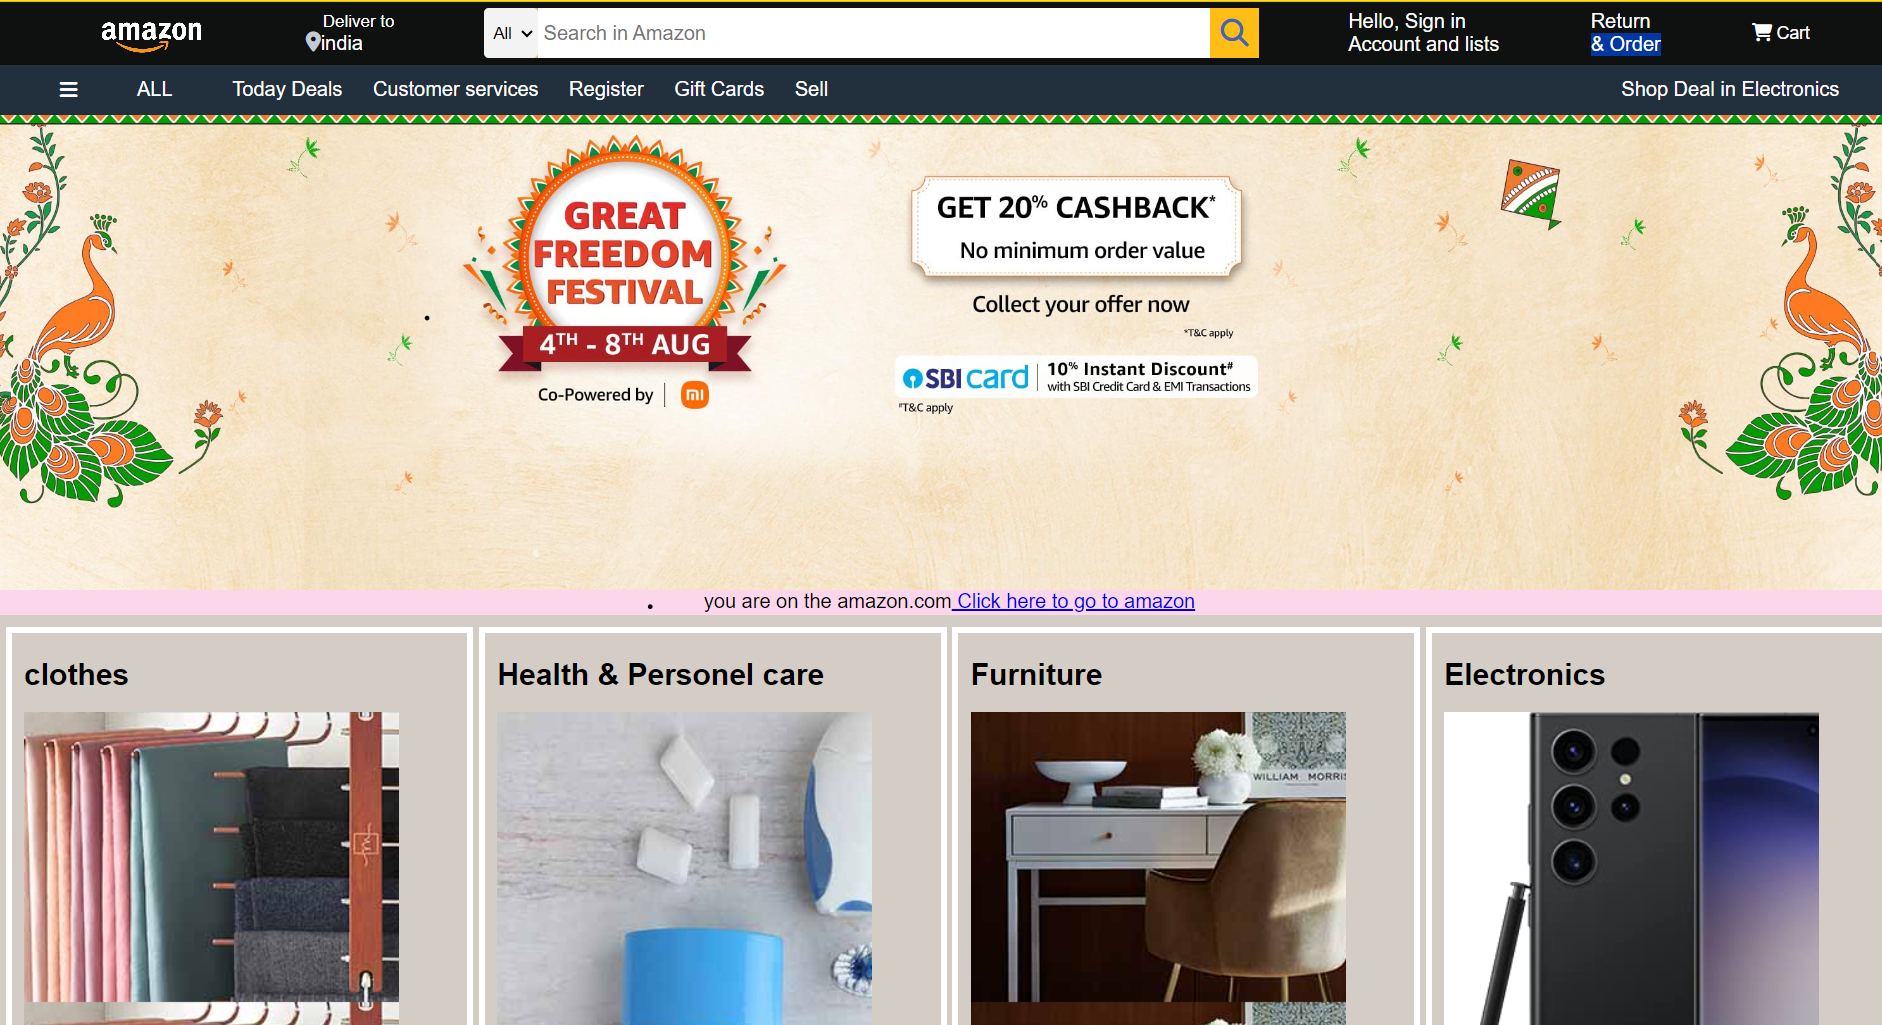 amazon
Deliver to
india
All
Search in Amazon
Hello, Sign in
Account and lists
Return
& Order
Cart
ALL
Today Deals
Customer services
Register
Gift Cards
Sell
Shop Deal in Electronics
GREAT
FREEDOM
FESTIVAL
4TH - 8TH AUG
Co-Powered by
mi
GET 20% CASHBACK*
No minimum order value
Collect your offer now
*T&C apply
SBI card
10% Instant Discount#
with SBI Credit Card & EMI Transactions
#T&C apply
you are on the amazon.com Click here to go to amazon
clothes
Health & Personel care
Furniture
Electronics
WILLIAM MORRIS